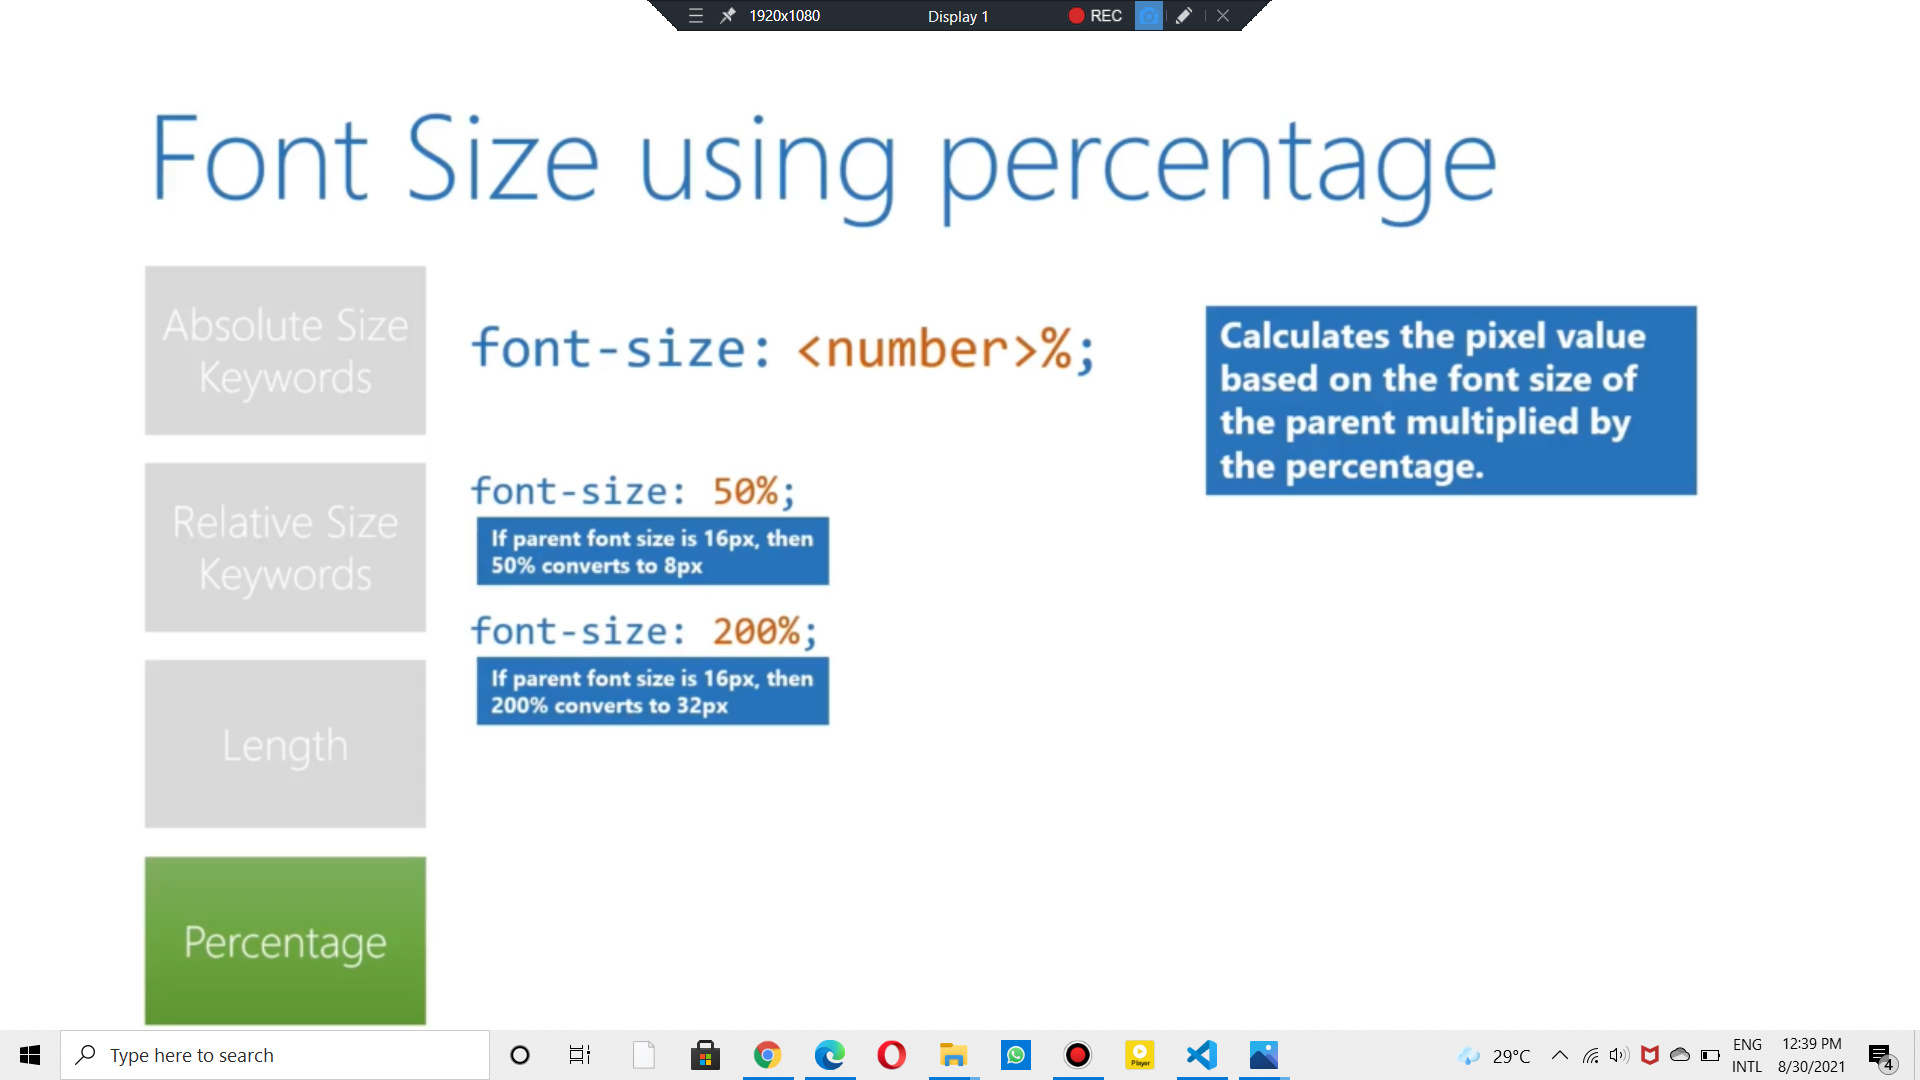 1920x1080
Display 1
REC
Font Size using percentage
Absolute Size
Keywords
Relative Size
Keywords
Length
Percentage
font-size: <number>%;
font-size: 50%;
If parent font size is 16px, then
50% converts to 8px
font-size: 200%;
If parent font size is 16px, then
200% converts to 32px
Calculates the pixel value
based on the font size of
the parent multiplied by
the percentage.
Type here to search
Player
29°C
ENG
INTL
12:39 PM
8/30/2021
4